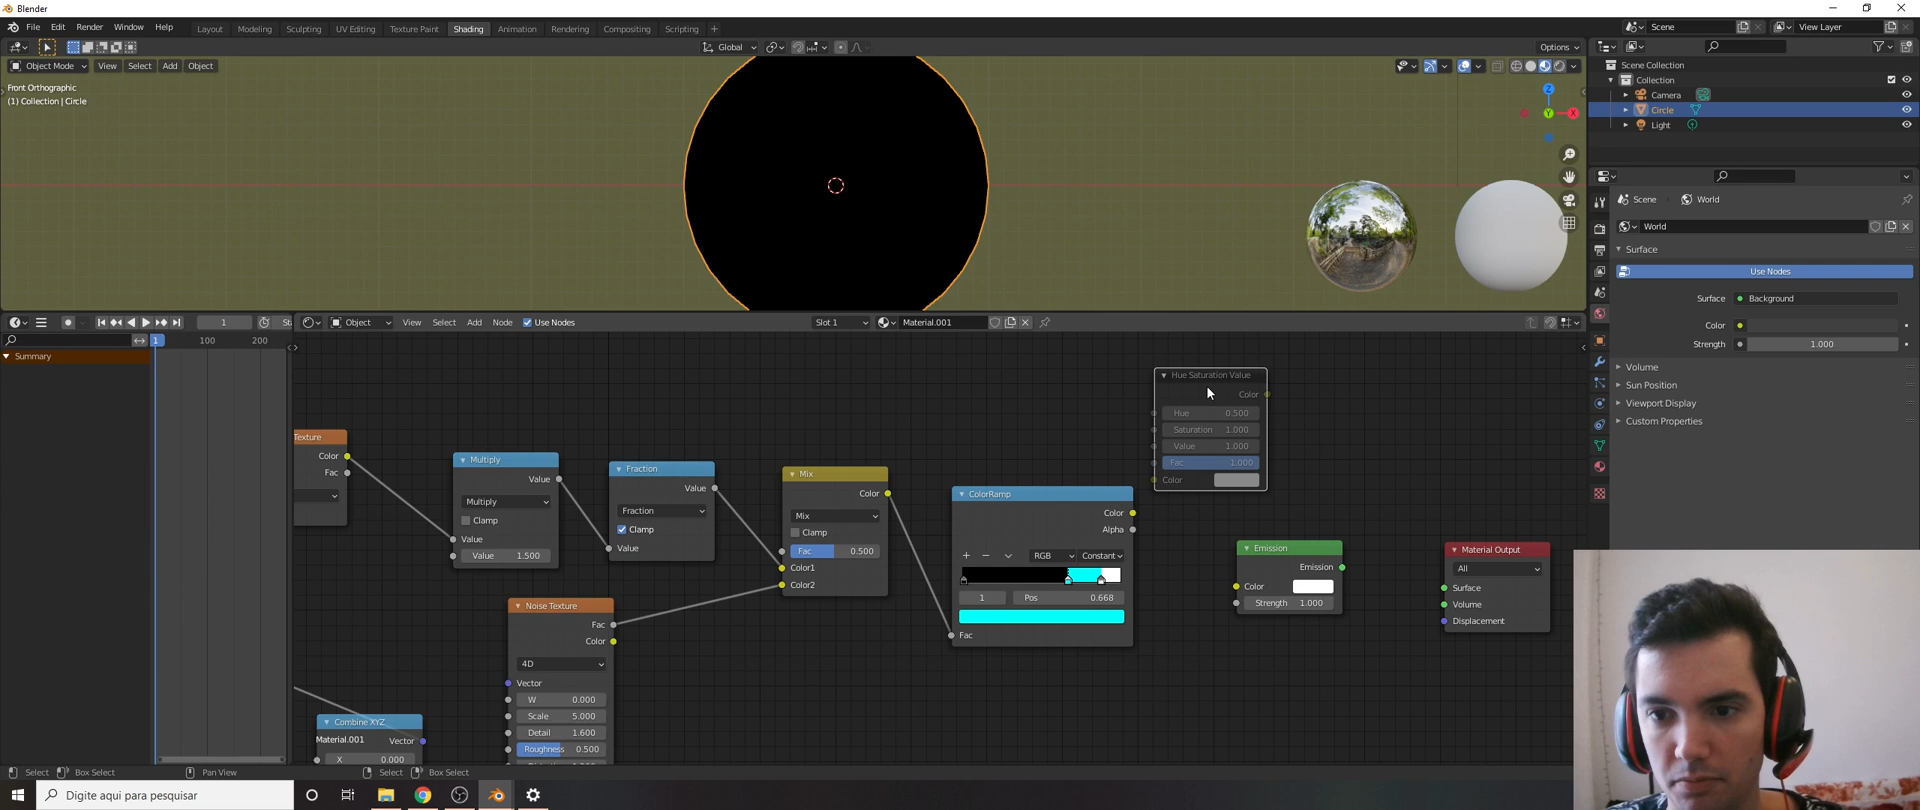 Blender
File Edit Render Window Help
Layout Modeling Sculpting UV Editing Texture Paint Shading Animation Rendering Compositing Scripting +
Scene
View Layer
Global
Options
Object Mode View Select Add Object
Front Orthographic
(1) Collection | Circle
Z
Y
X
Scene Collection
Collection
Camera
Circle
Light
Scene > World
World
Surface
Use Nodes
Surface Background
Color
Strength 1.000
Volume
Sun Position
Viewport Display
Custom Properties
1
St
Object View Select Add Node Use Nodes
Slot 1
Material.001
1 100 200
Summary
Texture
Color
Fac
Multiply
Value
Multiply
Clamp
Value
Value 1.500
Fraction
Value
Fraction
Clamp
Value
Mix
Color
Mix
Clamp
Fac 0.500
Color1
Color2
Noise Texture
Fac
Color
4D
Vector
W 0.000
Scale 5.000
Detail 1.600
Roughness 0.500
Combine XYZ
Vector
X 0.000
Material.001
ColorRamp
Color
Alpha
+ −
RGB Constant
1 Pos 0.668
Fac
Hue Saturation Value
Color
Hue 0.500
Saturation 1.000
Value 1.000
Fac 1.000
Color
Emission
Emission
Color
Strength 1.000
Material Output
All
Surface
Volume
Displacement
Select Box Select Pan View Select Box Select
Digite aqui para pesquisar